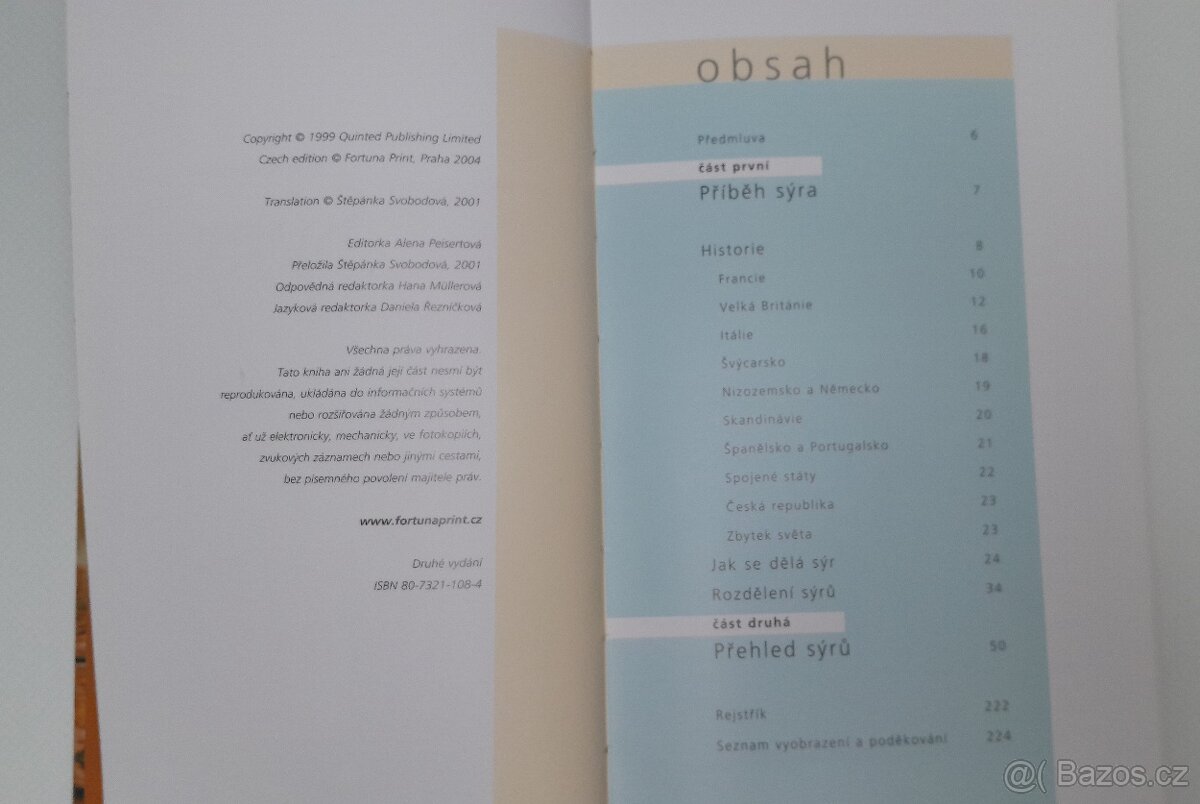 Copyright © 1999 Quinted Publishing Limited
Czech edition © Fortuna Print, Praha 2004
Translation © Štěpánka Svobodová, 2001
Editorka Alena Peisertová
Přeložila Štěpánka Svobodová, 2001
Odpovědná redaktorka Hana Müllerová
Jazyková redaktorka Daniela Řezníčková
Všechna práva vyhrazena.
Tato kniha ani žádná její část nesmí být
reprodukována, ukládána do informačních systémů
nebo rozšiřována žádným způsobem,
ať už elektronicky, mechanicky, ve fotokopiích,
zvukových záznamech nebo jinými cestami,
bez písemného povolení majitele práv.
www.fortunaprint.cz
Druhé vydání
ISBN 80-7321-108-4
obsah
Předmluva 6
část první
Příběh sýra 7
Historie 8
Francie 10
Velká Británie 12
Itálie 16
Švýcarsko 18
Nizozemsko a Německo 19
Skandinávie 20
Španělsko a Portugalsko 21
Spojené státy 22
Česká republika 23
Zbytek světa 23
Jak se dělá sýr 24
Rozdělení sýrů 34
část druhá
Přehled sýrů 50
Rejstřík 222
Seznam vyobrazení a poděkování 224
@( Bazos.cz